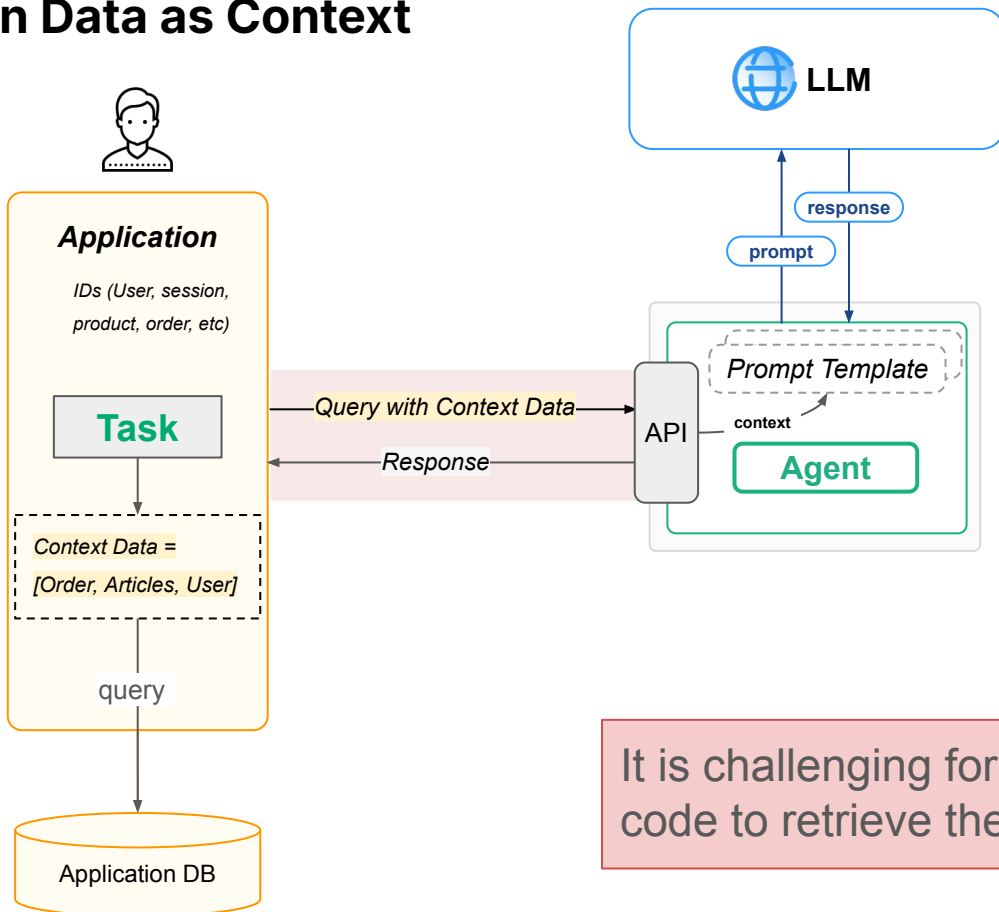 n Data as Context
LLM
response
prompt
Application
IDs (User, session,
product, order, etc)
Task
Context Data =
[Order, Articles, User]
query
Application DB
Query with Context Data
Response
API
context
Prompt Template
Agent
It is challenging for
code to retrieve the